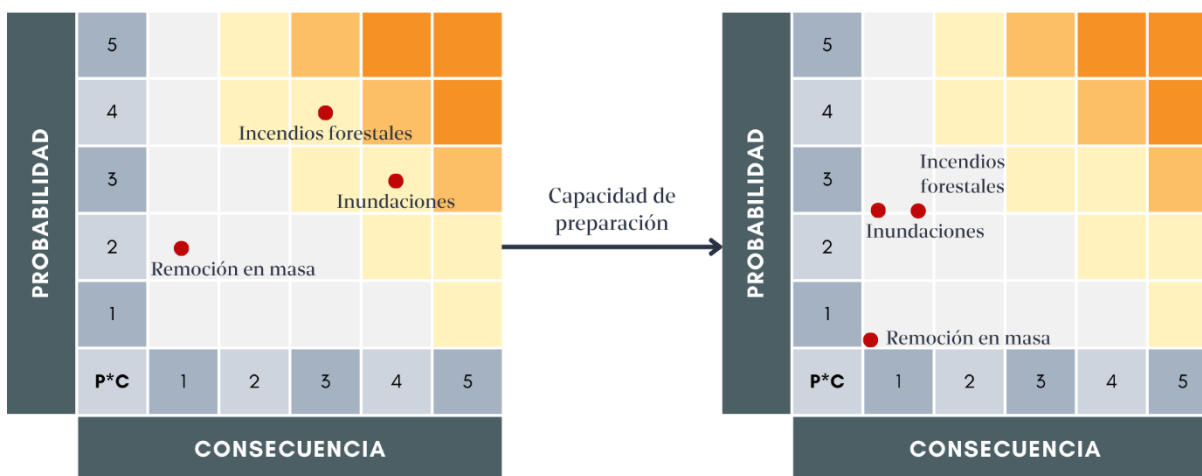 PROBABILIDAD
5
4
Incendios forestales
3
Inundaciones
2
Remoción en masa
1
P*C 1 2 3 4 5
CONSECUENCIA
Capacidad de
preparación
PROBABILIDAD
5
4
3
Incendios
forestales
Inundaciones
2
1
Remoción en masa
P*C 1 2 3 4 5
CONSECUENCIA